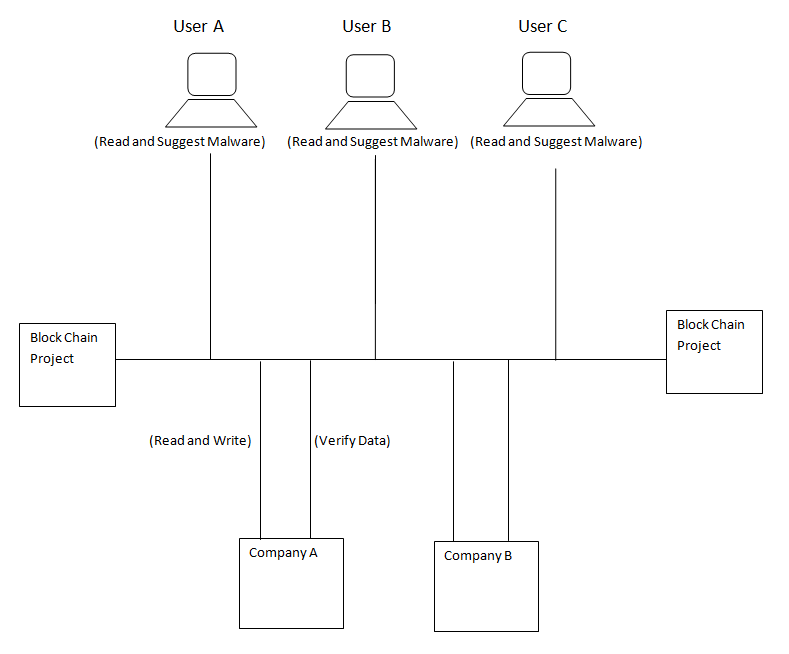 User A
User B
User C
(Read and Suggest Malware)
(Read and Suggest Malware)
(Read and Suggest Malware)
Block Chain
Project
Block Chain
Project
(Read and Write)
(Verify Data)
Company A
Company B